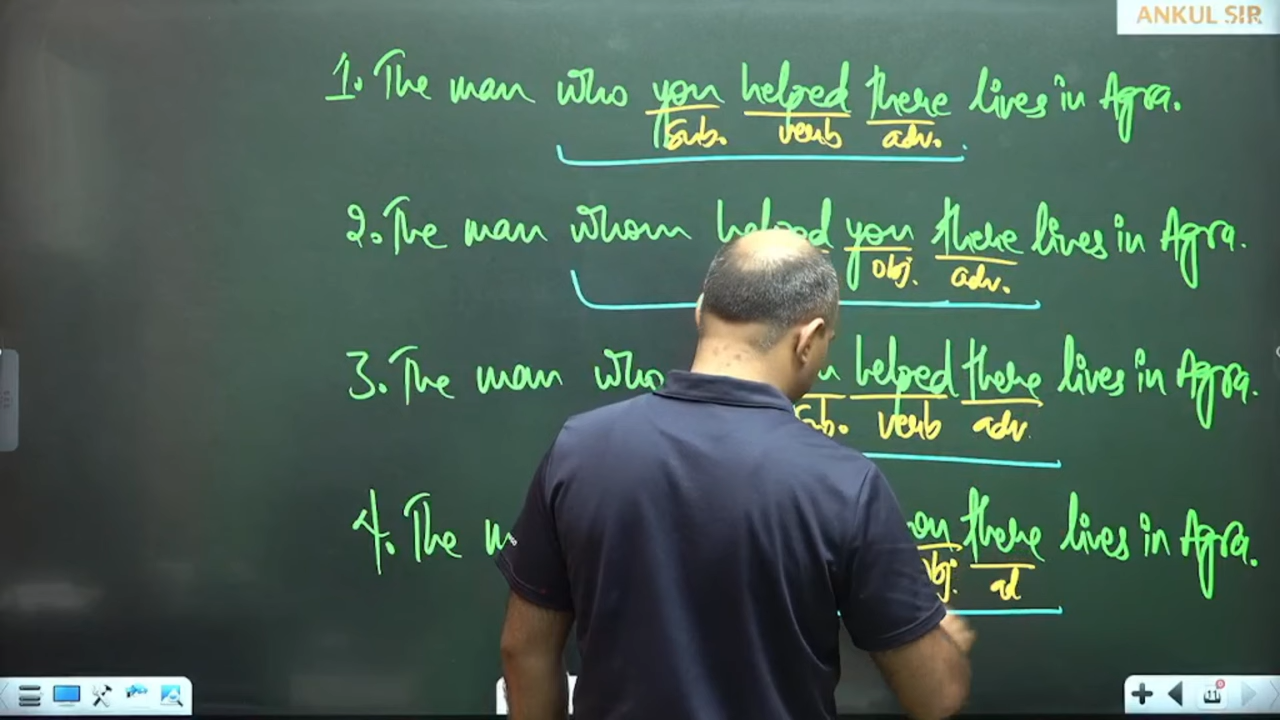 ANKUL SIR
1. The man who you helped there lives in Agra.
Sub. verb adv.
2. The man whom helped you there lives in Agra.
obj. adv.
3. The man helped there lives in Agra.
verb adv.
4. The there lives in Agra.
ad